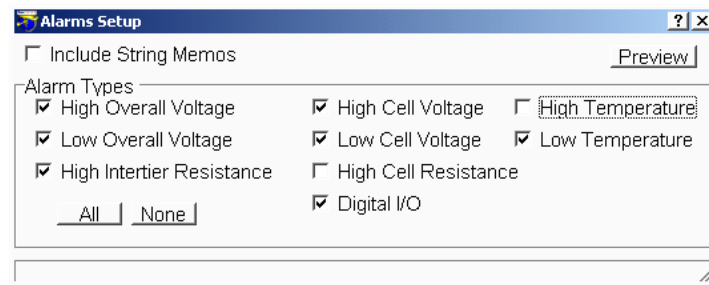 Alarms Setup
Include String Memos
Preview
Alarm Types
High Overall Voltage
High Cell Voltage
High Temperature
Low Overall Voltage
Low Cell Voltage
Low Temperature
High Intertier Resistance
High Cell Resistance
Digital I/O
All
None